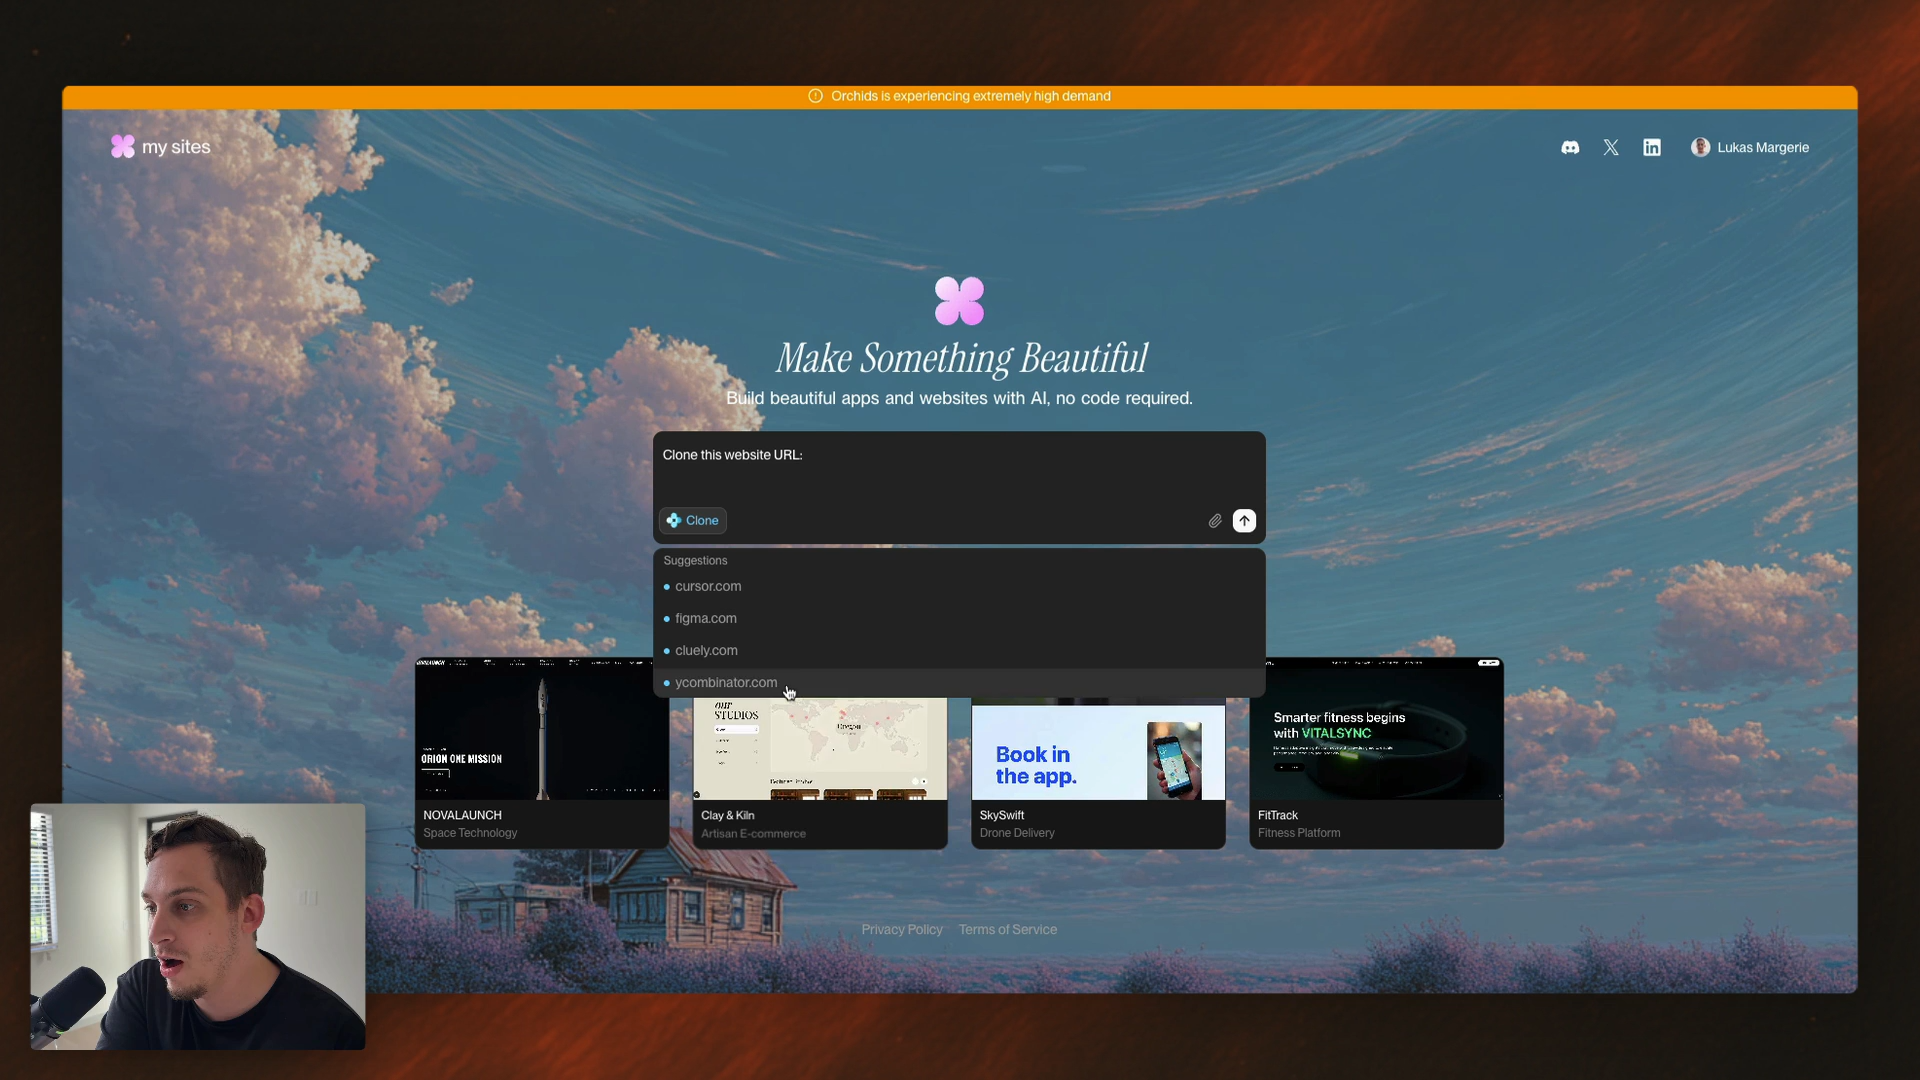 Orchids is experiencing extremely high demand
my sites
Lukas Margerie
Make Something Beautiful
Build beautiful apps and websites with AI, no code required.
Clone this website URL:
Clone
Suggestions
cursor.com
figma.com
cluely.com
ycombinator.com
ORION ONE MISSION
NOVALAUNCH
Space Technology
our
STUDIOS
Oregon
Clay & Kiln
Artisan E-commerce
Book in
the app.
SkySwift
Drone Delivery
Smarter fitness begins
with VITALSYNC
FitTrack
Fitness Platform
Privacy Policy
Terms of Service